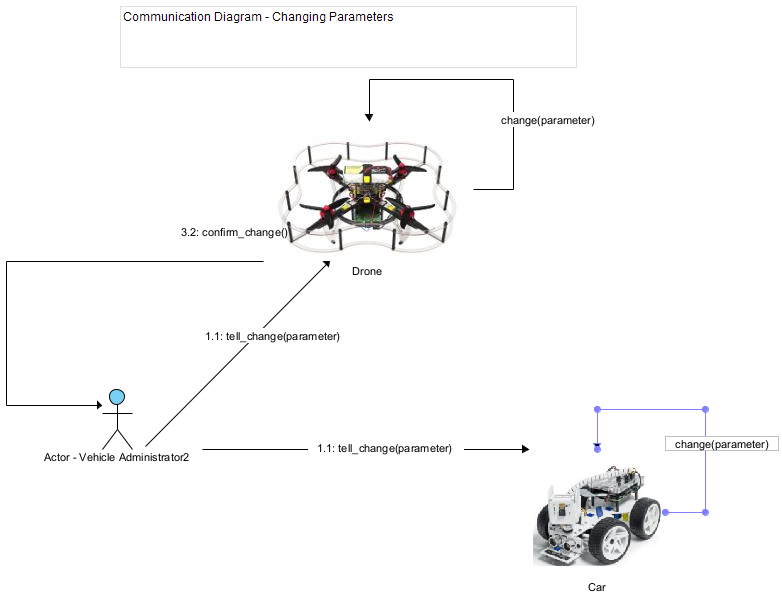 Communication Diagram - Changing Parameters
change(parameter)
3.2: confirm_change()
Drone
1.1: tell_change(parameter)
Actor - Vehicle Administrator2
1.1: tell_change(parameter)
change(parameter)
Car